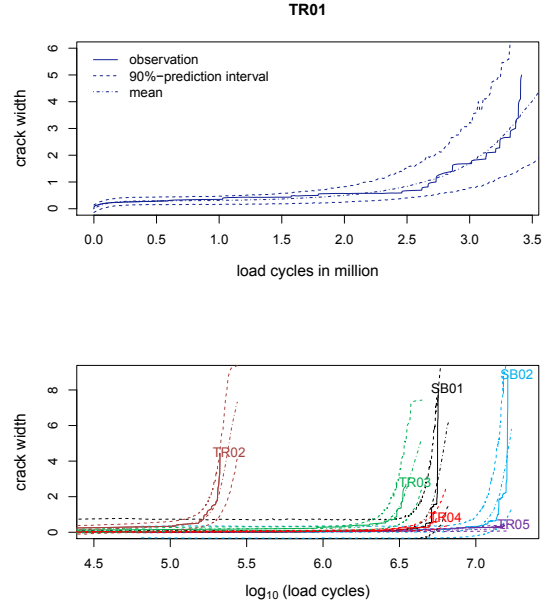 TR01
6
5
4
3
2
1
0
crack width
observation
90%−prediction interval
mean
0.0 0.5 1.0 1.5 2.0 2.5 3.0 3.5
load cycles in million
8
6
4
2
0
crack width
SB02
SB01
TR02
TR03
TR04
TR05
4.5 5.0 5.5 6.0 6.5 7.0
log₁₀ (load cycles)